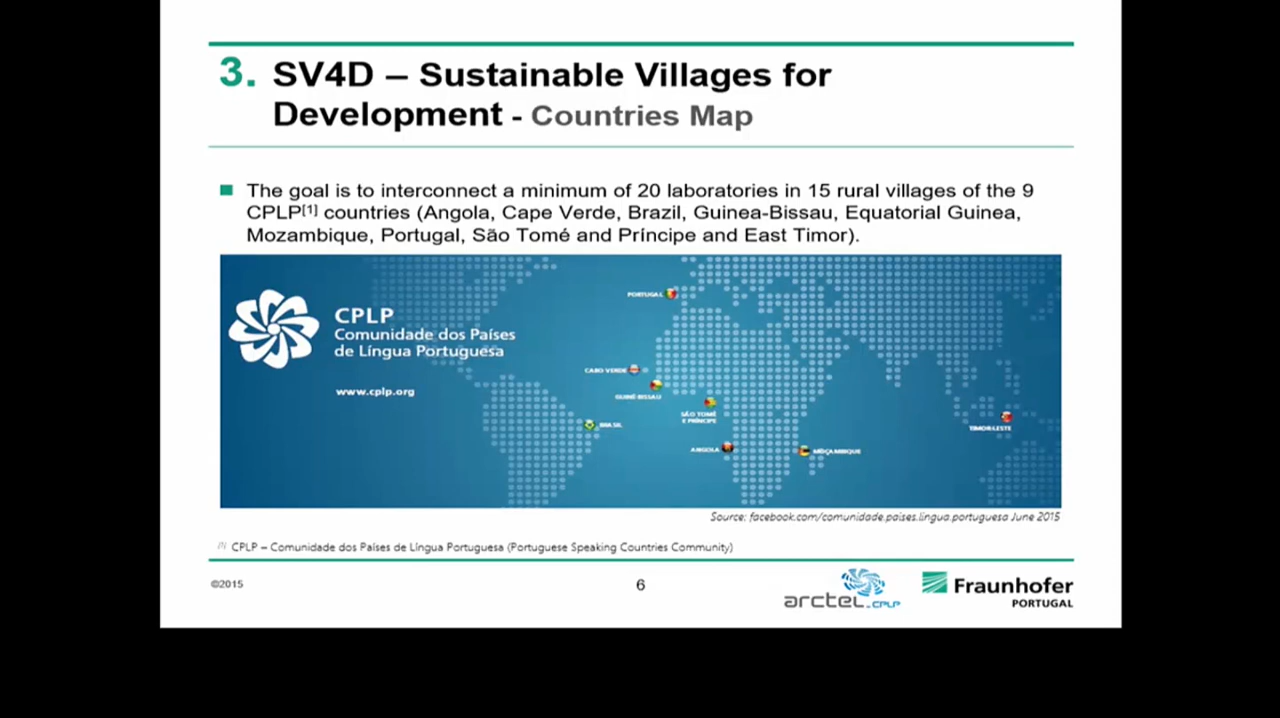 3. SV4D – Sustainable Villages for
Development - Countries Map
The goal is to interconnect a minimum of 20 laboratories in 15 rural villages of the 9
CPLP[1] countries (Angola, Cape Verde, Brazil, Guinea-Bissau, Equatorial Guinea,
Mozambique, Portugal, São Tomé and Príncipe and East Timor).
CPLP
Comunidade dos Países
de Língua Portuguesa
www.cplp.org
PORTUGAL
CABO VERDE
GUINÉ-BISSAU
SÃO TOMÉ
E PRÍNCIPE
BRASIL
TIMOR-LESTE
ANGOLA
MOÇAMBIQUE
Source: facebook.com/comunidade.paises.lingua.portuguesa June 2015
[1] CPLP – Comunidade dos Países de Língua Portuguesa (Portuguese Speaking Countries Community)
©2015
6
arctel_CPLP
Fraunhofer
PORTUGAL